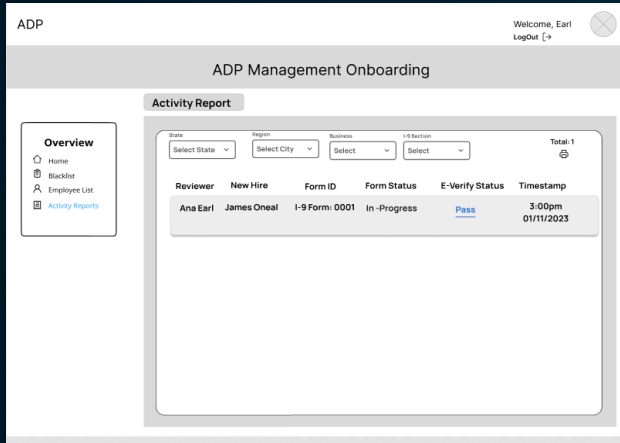 ADP
Welcome, Earl
LogOut
ADP Management Onboarding
Activity Report
Overview
Home
Blacklist
Employee List
Activity Reports
State
Region
Business
I-9 Section
Select State
Select City
Select
Select
Total: 1
Reviewer New Hire Form ID Form Status E-Verify Status Timestamp
Ana Earl James Oneal I-9 Form: 0001 In -Progress Pass 3:00pm
01/11/2023